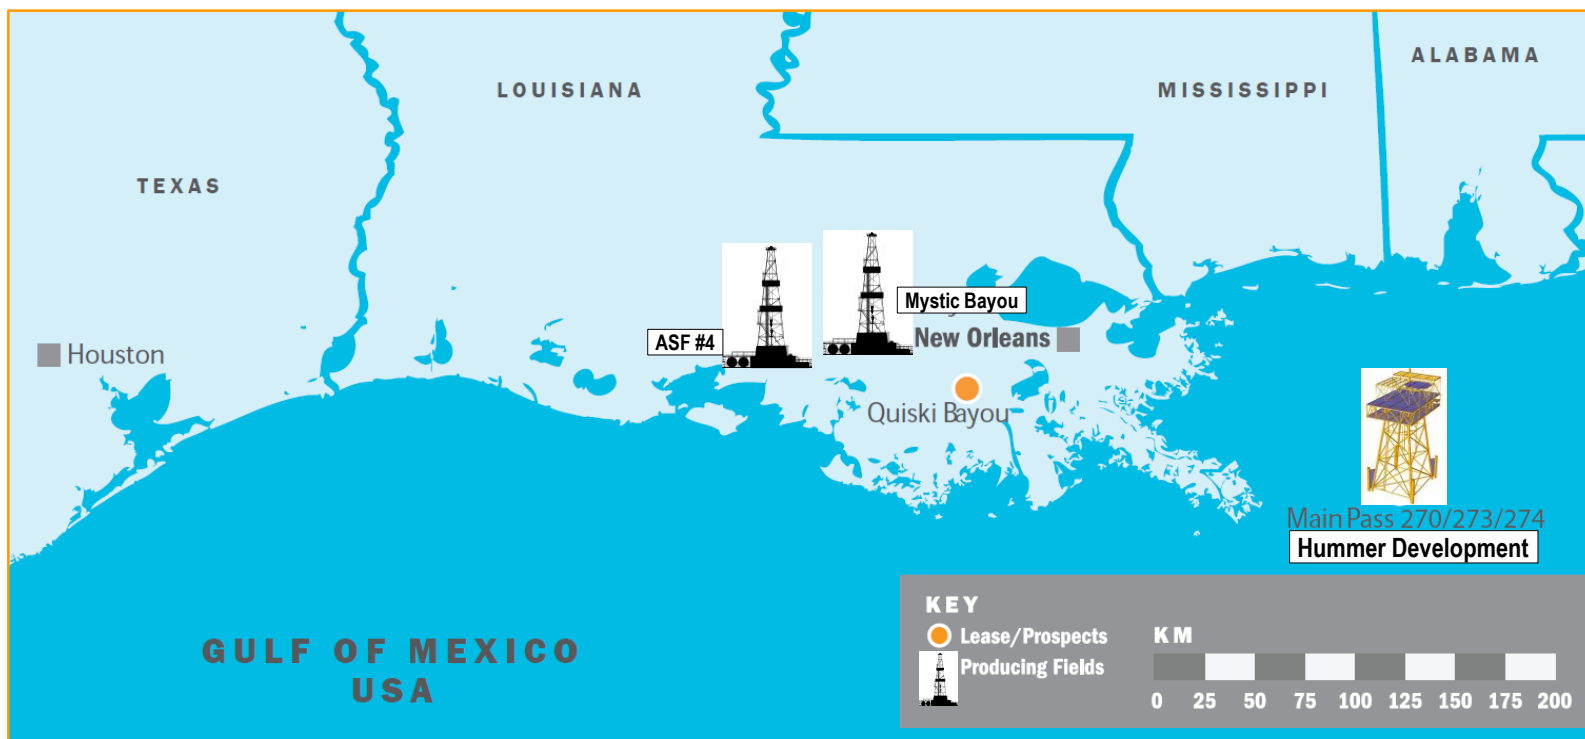 ALABAMA
LOUISIANA
MISSISSIPPI
TEXAS
Mystic Bayou
ASF #4
New Orleans
Houston
Quiski Bayou
Main Pass 270/273/274
Hummer Development
GULF OF MEXICO
USA
KEY
Lease/Prospects
Producing Fields
KM
0 25 50 75 100 125 150 175 200